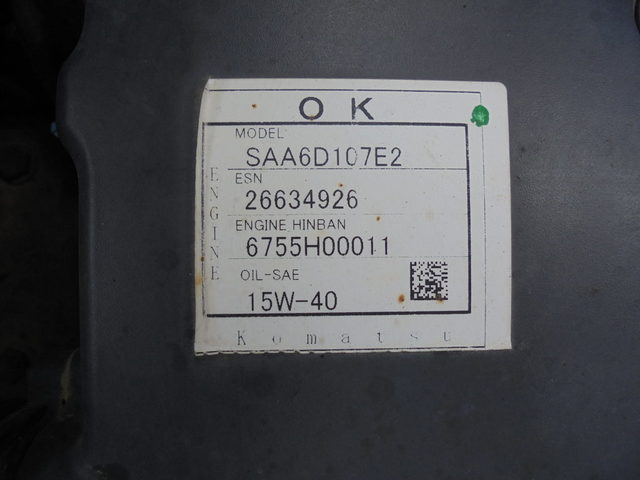 OK
MODEL
SAA6D107E2
ESN
26634926
ENGINE HINBAN
6755H00011
OIL-SAE
15W-40
ENGINE
Komatsu